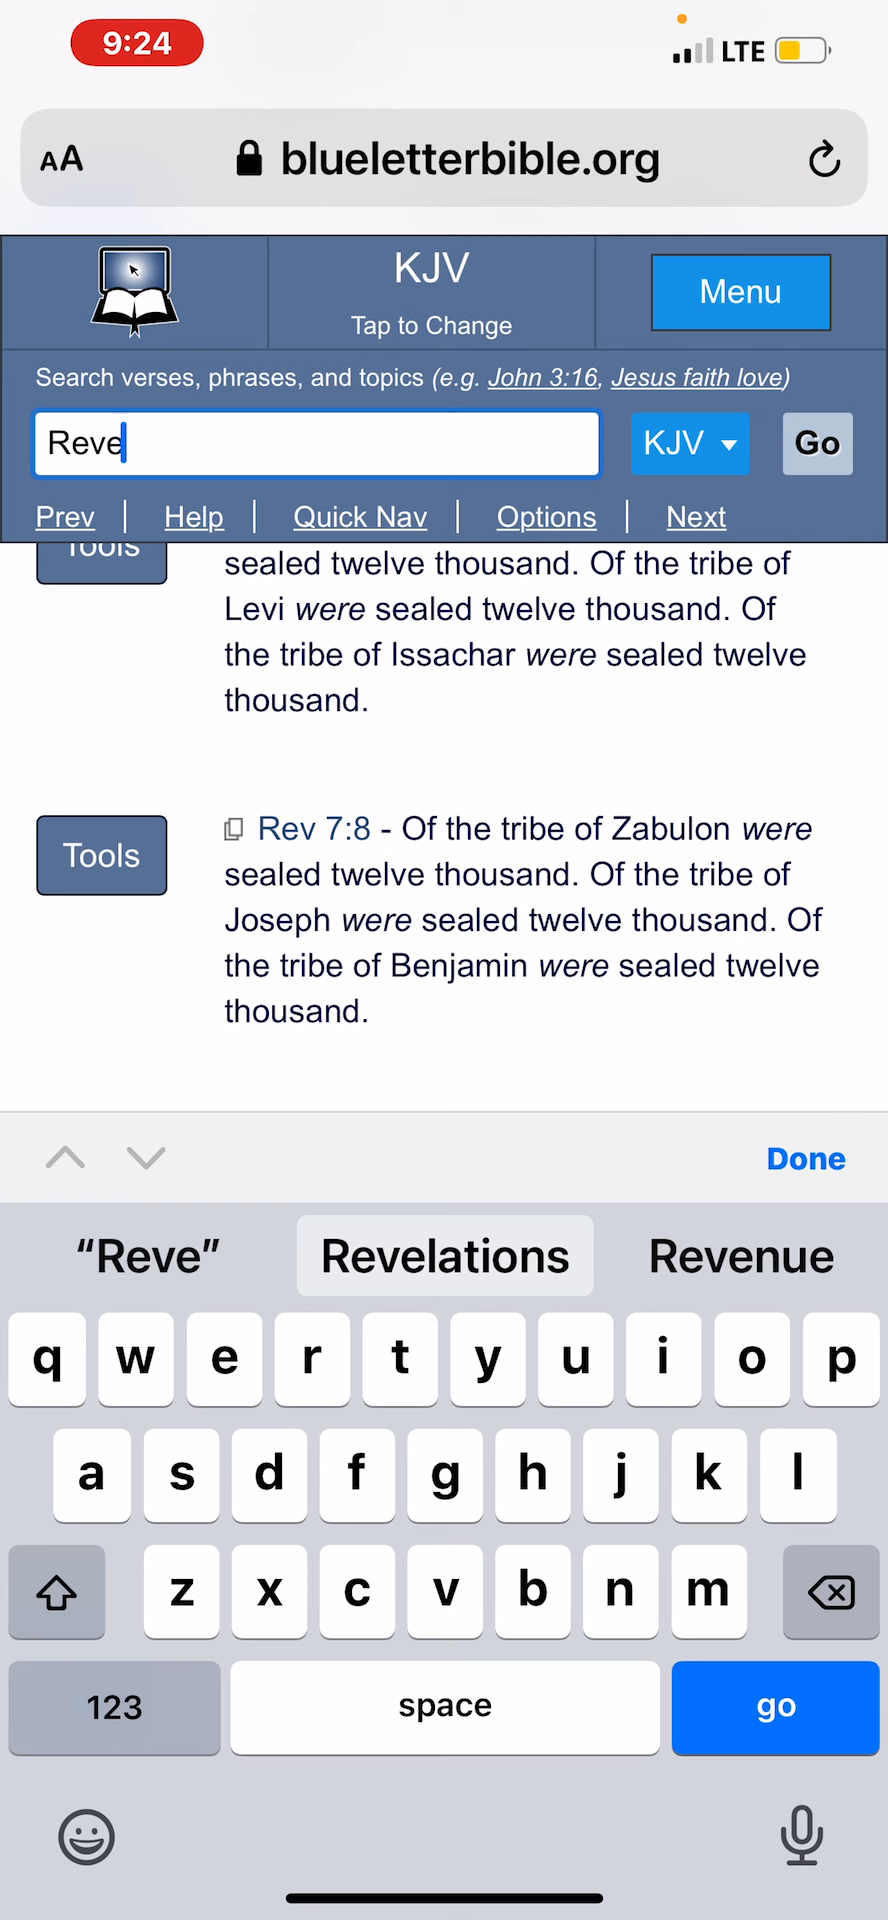 9:24 LTE
AA blueletterbible.org
KJV
Tap to Change
Menu
Search verses, phrases, and topics (e.g. John 3:16, Jesus faith love)
Reve KJV Go
Prev | Help | Quick Nav | Options | Next
Tools
sealed twelve thousand. Of the tribe of
Levi were sealed twelve thousand. Of
the tribe of Issachar were sealed twelve
thousand.
Tools
Rev 7:8 - Of the tribe of Zabulon were
sealed twelve thousand. Of the tribe of
Joseph were sealed twelve thousand. Of
the tribe of Benjamin were sealed twelve
thousand.
Done
“Reve” Revelations Revenue
q w e r t y u i o p
a s d f g h j k l
z x c v b n m
123 space go